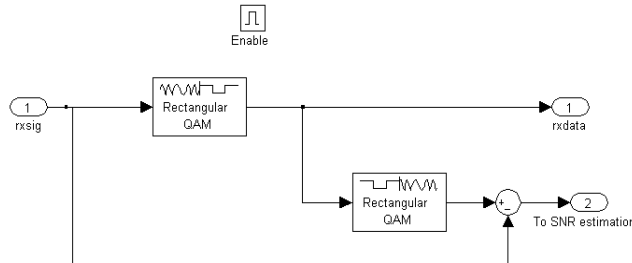 Enable
1
rxsig
Rectangular
QAM
1
rxdata
Rectangular
QAM
+
−
2
To SNR estimation